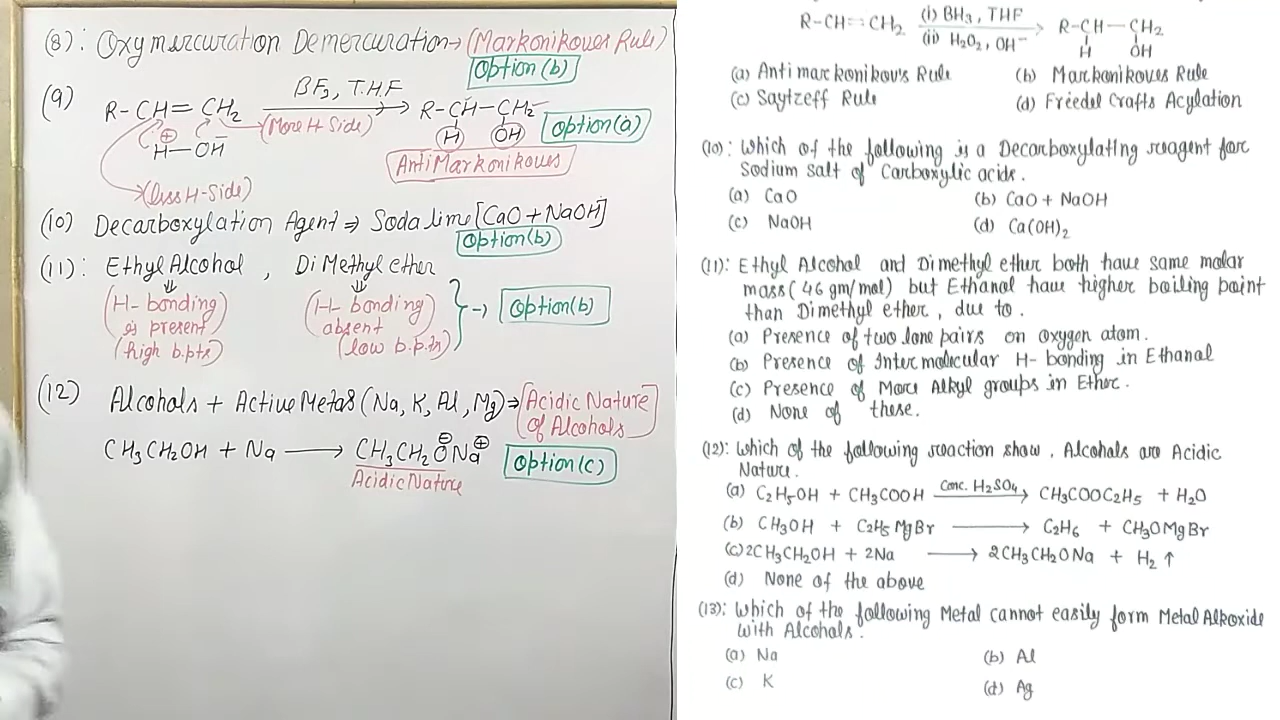 (8): Oxymercuration Demercuration→ (Markonikoves Rule)
Option(b)
(9) R-CH=CH2 BF3, T.H.F R-CH-CH2-
H OH
(More H Side)
Option(a)
⊕
H-OH-
AntiMarkonikoves
(less H-Side)
(10) Decarboxylation Agent ⇒ Sodalime [CaO + NaOH]
Option(b)
(11): Ethyl Alcohol , DiMethyl ether
⇓ ⇓
(H-bonding (H- bonding
is present) absent
(high b.pts) (low b.p.ts)
→ Option(b)
(12) Alcohols + Active Metas (Na, K, Al, Mg) ⇒ Acidic Nature
of Alcohols
CH3CH2OH + Na ⟶ CH3CH2O⊖Na⊕ Option(c)
Acidic Nature
R-CH=CH2 (i) BH3, THF R-CH-CH2
(ii) H2O2, OH- H OH
(a) Anti markonikov's Rule (b) Markonikoves Rule
(c) Saytzeff Rule (d) Friedel Crafts Acylation
(10): Which of the following is a Decarboxylating reagent for
Sodium salt of Carboxylic acids.
(a) CaO (b) CaO + NaOH
(c) NaOH (d) Ca(OH)2
(11): Ethyl Alcohol and Dimethyl ether both have same molar
mass (46 gm/mol) but Ethanol have higher boiling point
than Dimethyl ether, due to.
(a) Presence of two lone pairs on oxygen atom.
(b) Presence of Intermolecular H-bonding in Ethanol
(c) Presence of More Alkyl groups in Ether.
(d) None of these.
(12): Which of the following reaction show, Alcohols are Acidic
Nature.
(a) C2H5OH + CH3COOH Conc. H2SO4 ⟶ CH3COOC2H5 + H2O
(b) CH3OH + C2H5MgBr ⟶ C2H6 + CH3OMgBr
(c) 2CH3CH2OH + 2Na ⟶ 2CH3CH2ONa + H2 ↑
(d) None of the above
(13): Which of the following Metal cannot easily form Metal Alkoxide
with Alcohols.
(a) Na (b) Al
(c) K (d) Ag